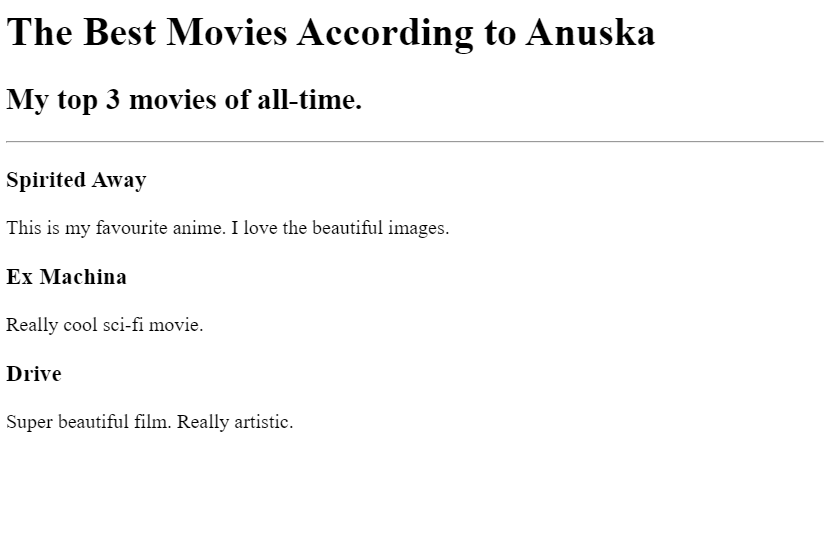 The Best Movies According to Anuska
My top 3 movies of all-time.
Spirited Away
This is my favourite anime. I love the beautiful images.
Ex Machina
Really cool sci-fi movie.
Drive
Super beautiful film. Really artistic.